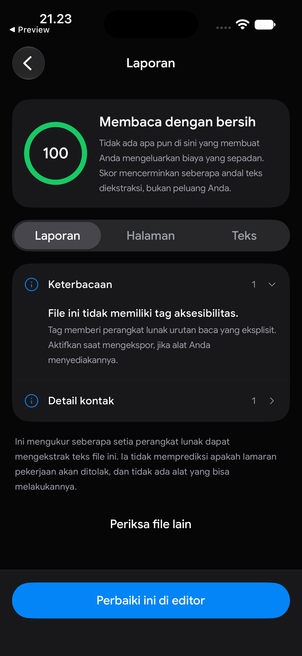 21.23
◀ Preview
Laporan
100
Membaca dengan bersih
Tidak ada apa pun di sini yang membuat
Anda mengeluarkan biaya yang sepadan.
Skor mencerminkan seberapa andal teks
diekstraksi, bukan peluang Anda.
Laporan
Halaman
Teks
Keterbacaan
1
File ini tidak memiliki tag aksesibilitas.
Tag memberi perangkat lunak urutan baca yang eksplisit.
Aktifkan saat mengekspor, jika alat Anda
menyediakannya.
Detail kontak
1
Ini mengukur seberapa setia perangkat lunak dapat
mengekstrak teks file ini. Ia tidak memprediksi apakah lamaran
pekerjaan akan ditolak, dan tidak ada alat yang bisa
melakukannya.
Periksa file lain
Perbaiki ini di editor